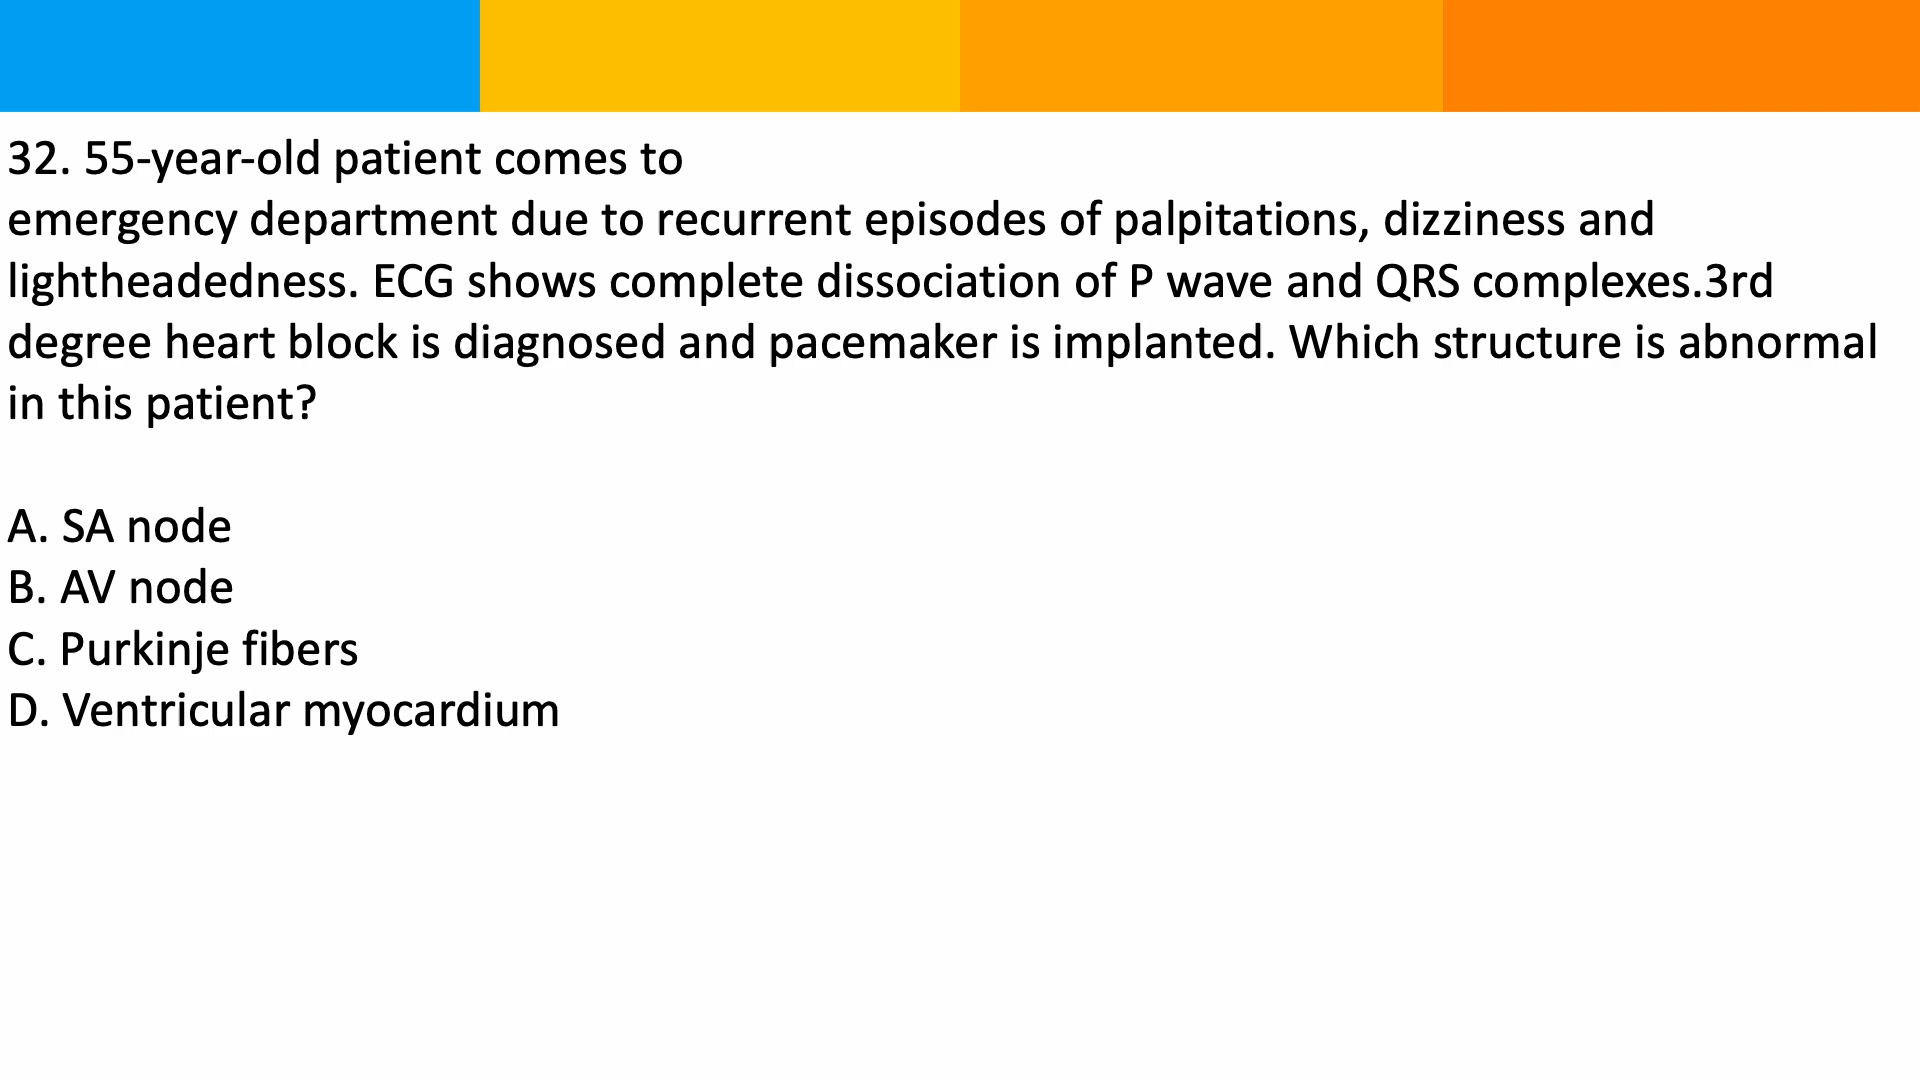 32. 55-year-old patient comes to
emergency department due to recurrent episodes of palpitations, dizziness and
lightheadedness. ECG shows complete dissociation of P wave and QRS complexes.3rd
degree heart block is diagnosed and pacemaker is implanted. Which structure is abnormal
in this patient?
A. SA node
B. AV node
C. Purkinje fibers
D. Ventricular myocardium